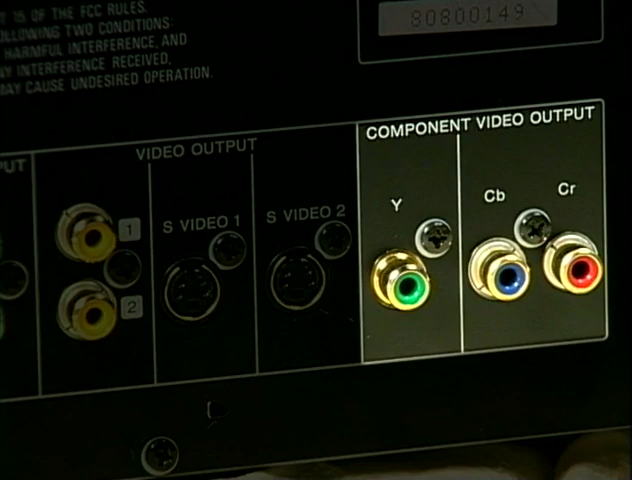 T 15 OF THE FCC RULES.
OLLOWING TWO CONDITIONS:
HARMFUL INTERFERENCE, AND
NY INTERFERENCE RECEIVED,
MAY CAUSE UNDESIRED OPERATION.
80800149
PUT
VIDEO OUTPUT
COMPONENT VIDEO OUTPUT
1
S VIDEO 1
S VIDEO 2
Y
Cb
Cr
2